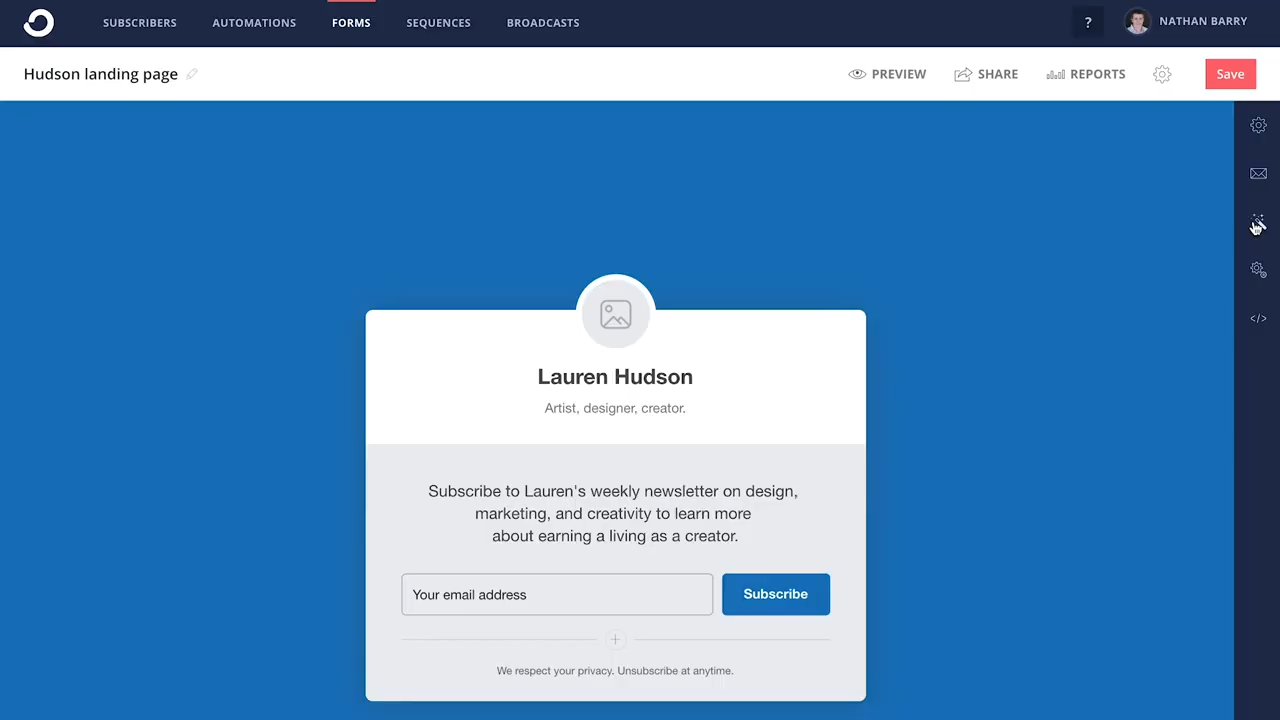 SUBSCRIBERS AUTOMATIONS FORMS SEQUENCES BROADCASTS ? NATHAN BARRY
Hudson landing page PREVIEW SHARE REPORTS Save
Lauren Hudson
Artist, designer, creator.
Subscribe to Lauren's weekly newsletter on design,
marketing, and creativity to learn more
about earning a living as a creator.
Your email address Subscribe
We respect your privacy. Unsubscribe at anytime.